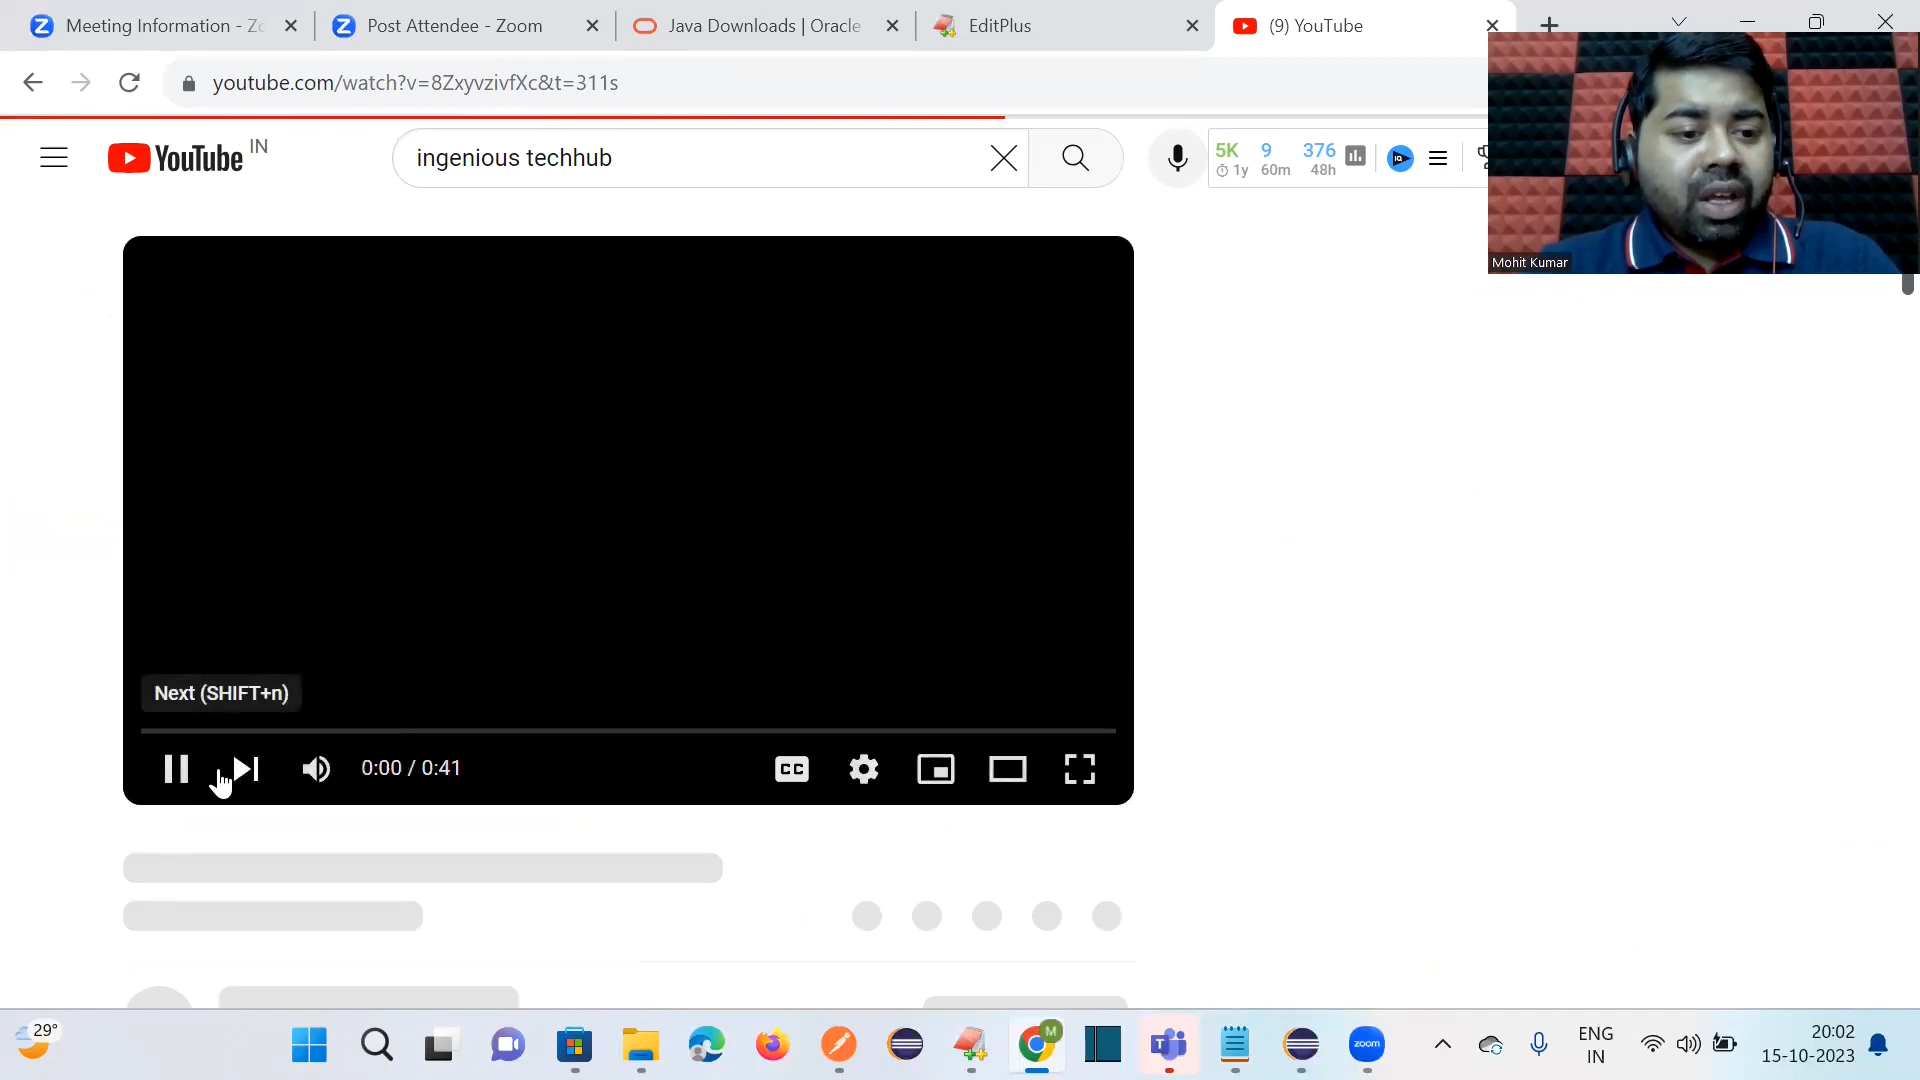 Meeting Information - Zo
Post Attendee - Zoom
Java Downloads | Oracle
EditPlus
(9) YouTube
youtube.com/watch?v=8ZxyvzivfXc&t=311s
YouTube IN
ingenious techhub
5K 9 376
1y 60m 48h
Mohit Kumar
Next (SHIFT+n)
0:00 / 0:41
CC
29°
M
zoom
ENG
IN
20:02
15-10-2023